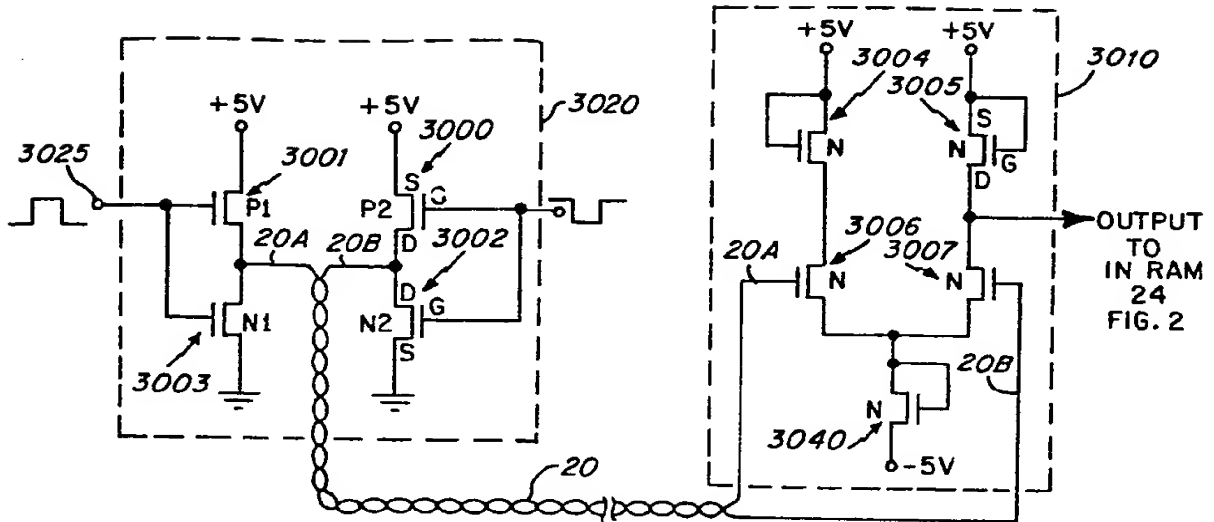 +5V
+5V
3004
3005
3010
S
N
N
G
D
3020
+5V
+5V
3000
3025
3001
S
G
P1
P2
20A
20B
D
3002
D
G
N1
N2
S
3003
3006
20A
3007
N
N
OUTPUT
TO
IN RAM
24
FIG. 2
20B
N
3040
-5V
20